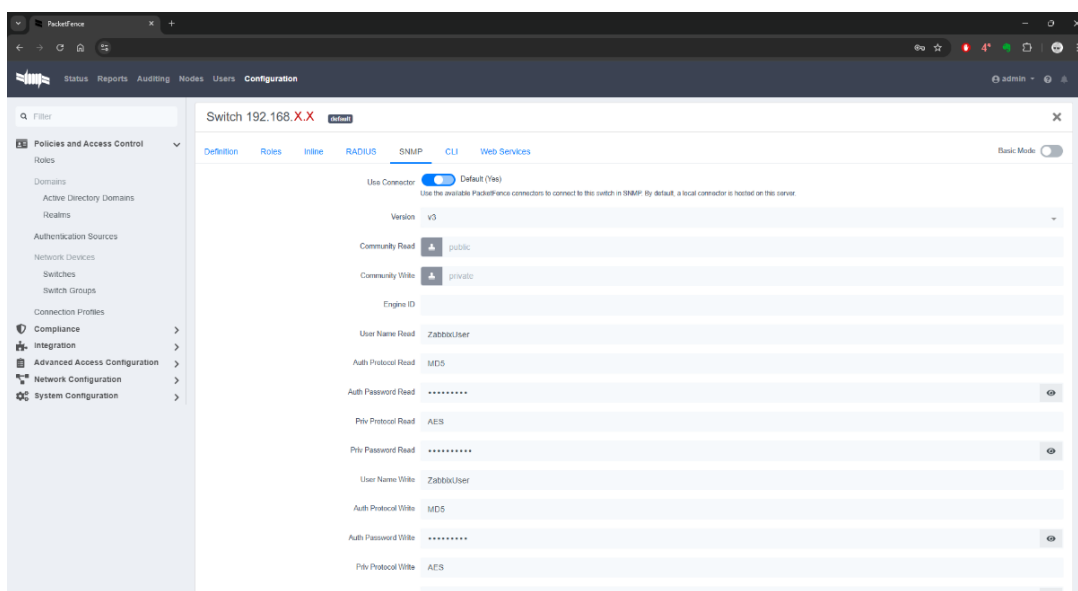 PacketFence
Status Reports Auditing Nodes Users Configuration
admin
Filter
Switch 192.168.X.X default
Policies and Access Control
Roles
Domains
Active Directory Domains
Realms
Authentication Sources
Network Devices
Switches
Switch Groups
Connection Profiles
Compliance
Integration
Advanced Access Configuration
Network Configuration
System Configuration
Definition Roles Inline RADIUS SNMP CLI Web Services Basic Mode
Use Connector Default (Yes)
Use the available PacketFence connectors to connect to this switch in SNMP. By default, a local connector is hosted on this server.
Version v3
Community Read public
Community Write private
Engine ID
User Name Read ZabbixUser
Auth Protocol Read MD5
Auth Password Read •••••••••
Priv Protocol Read AES
Priv Password Read ••••••••••
User Name Write ZabbixUser
Auth Protocol Write MD5
Auth Password Write •••••••••
Priv Protocol Write AES